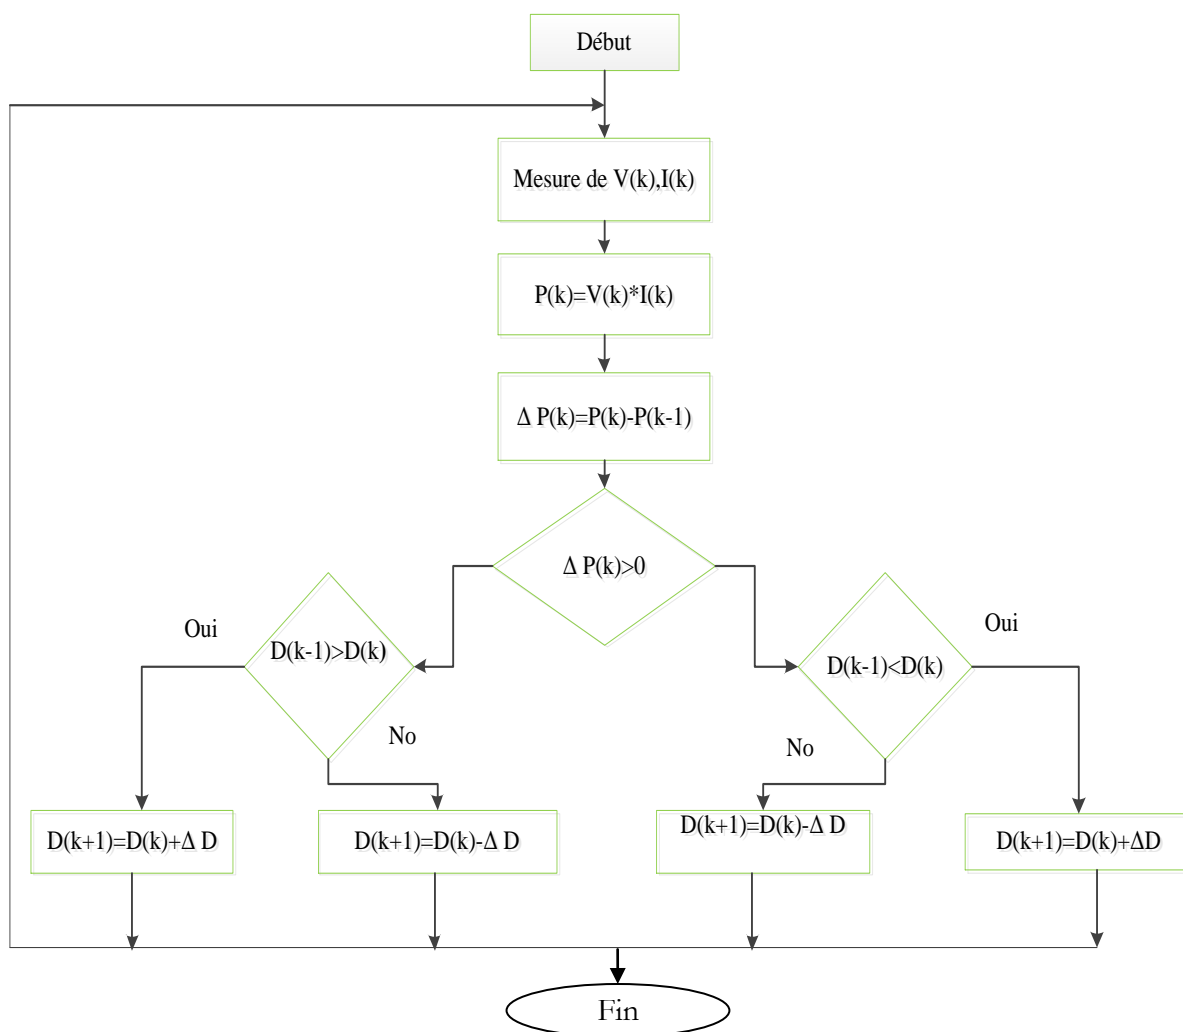 Début
Mesure de V(k),I(k)
P(k)=V(k)*I(k)
Δ P(k)=P(k)-P(k-1)
Δ P(k)>0
Oui
D(k-1)>D(k)
No
D(k-1)<D(k)
Oui
No
D(k+1)=D(k)+Δ D
D(k+1)=D(k)-Δ D
D(k+1)=D(k)-Δ D
D(k+1)=D(k)+ΔD
Fin